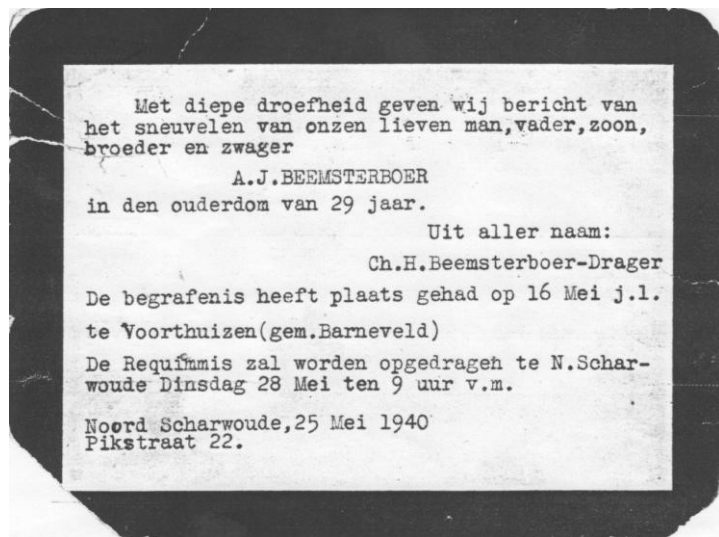 Met diepe droefheid geven wij bericht van
het sneuvelen van onzen lieven man,vader,zoon,
broeder en zwager
A.J.BEEMSTERBOER
in den ouderdom van 29 jaar.
Uit aller naam:
Ch.H.Beemsterboer-Drager
De begrafenis heeft plaats gehad op 16 Mei j.l.
te Voorthuizen(gem.Barneveld)
De Requimmis zal worden opgedragen te N.Schar-
woude Dinsdag 28 Mei ten 9 uur v.m.
Noord Scharwoude,25 Mei 1940
Pikstraat 22.